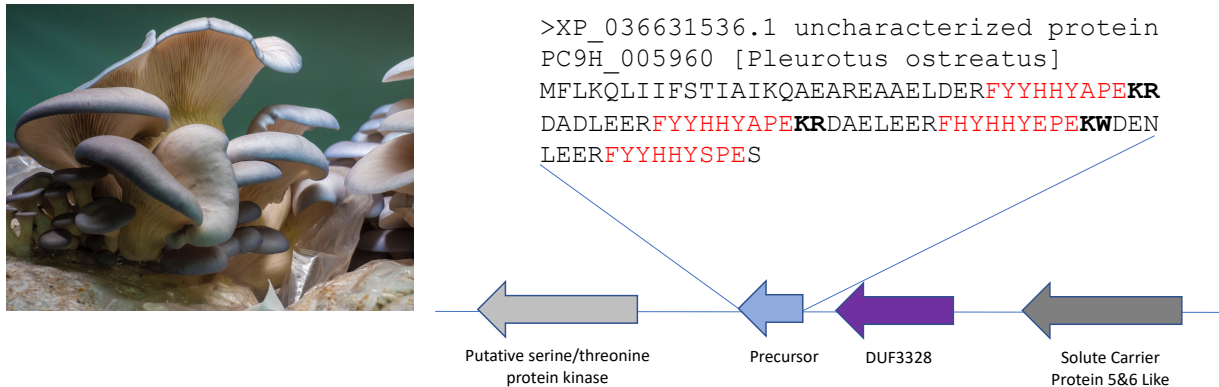 >XP_036631536.1 uncharacterized protein
PC9H_005960 [Pleurotus ostreatus]
MFLKQLIIFSTIAIKQAEAREAAELDERFYYHHYAPEKR
DADLEERFYYHHYAPEKRDAELEERFHYHHYEPEKWDEN
LEERFYYHHYSPES
Putative serine/threonine
protein kinase
Precursor
DUF3328
Solute Carrier
Protein 5&6 Like